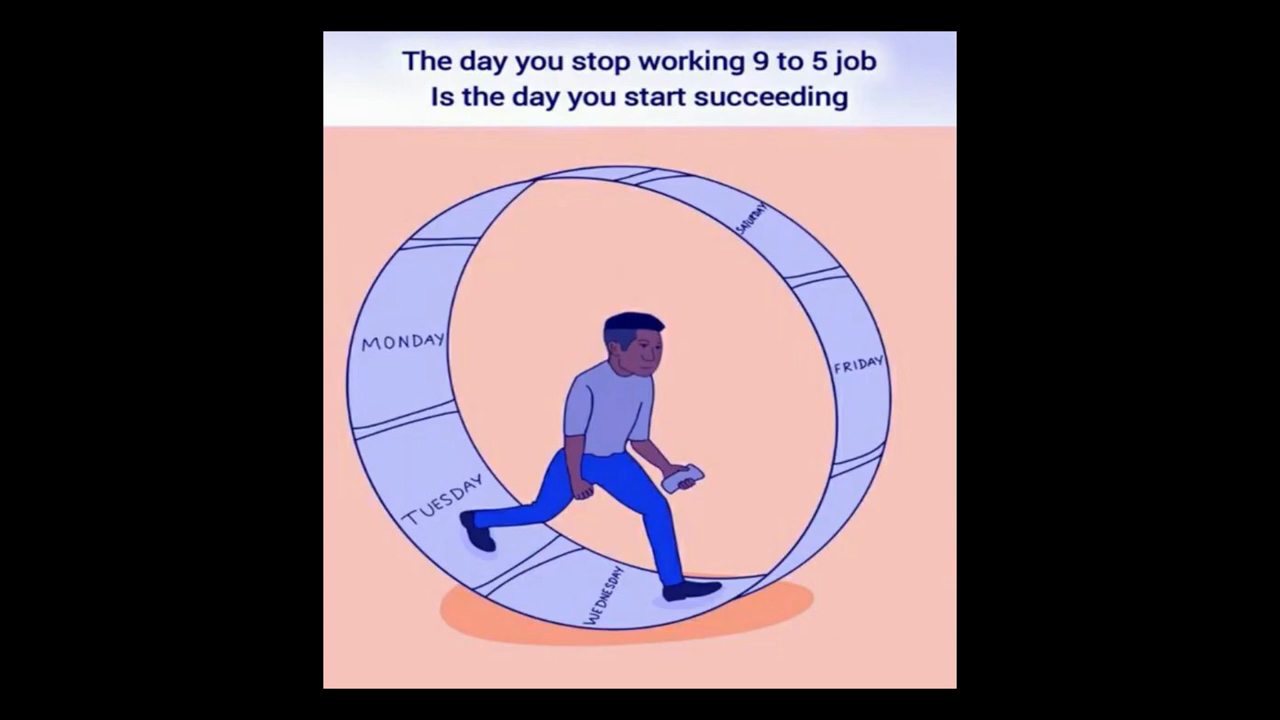 The day you stop working 9 to 5 job
Is the day you start succeeding
SATURDAY
MONDAY
FRIDAY
TUESDAY
WEDNESDAY